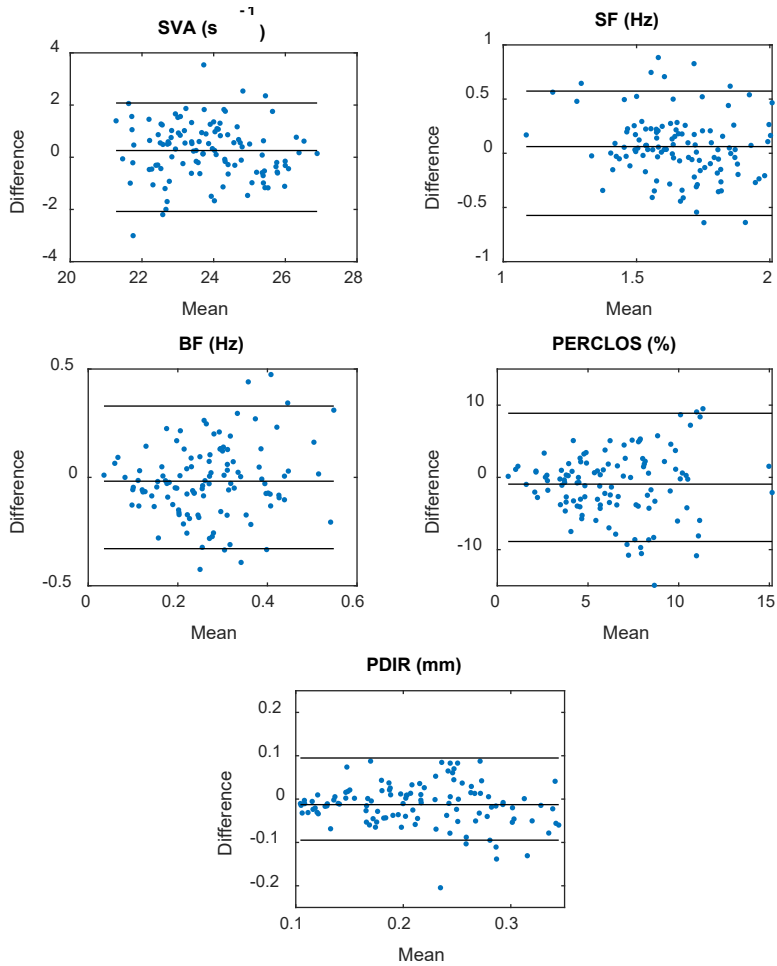 SVA (s-1)
4
2
0
-2
-4
20
22
24
26
28
Difference
Mean
SF (Hz)
1
0.5
0
-0.5
-1
1
1.5
2
Difference
Mean
BF (Hz)
0.5
0
-0.5
0
0.2
0.4
0.6
Difference
Mean
PERCLOS (%)
10
0
-10
0
5
10
15
Difference
Mean
PDIR (mm)
0.2
0.1
0
-0.1
-0.2
0.1
0.2
0.3
Difference
Mean